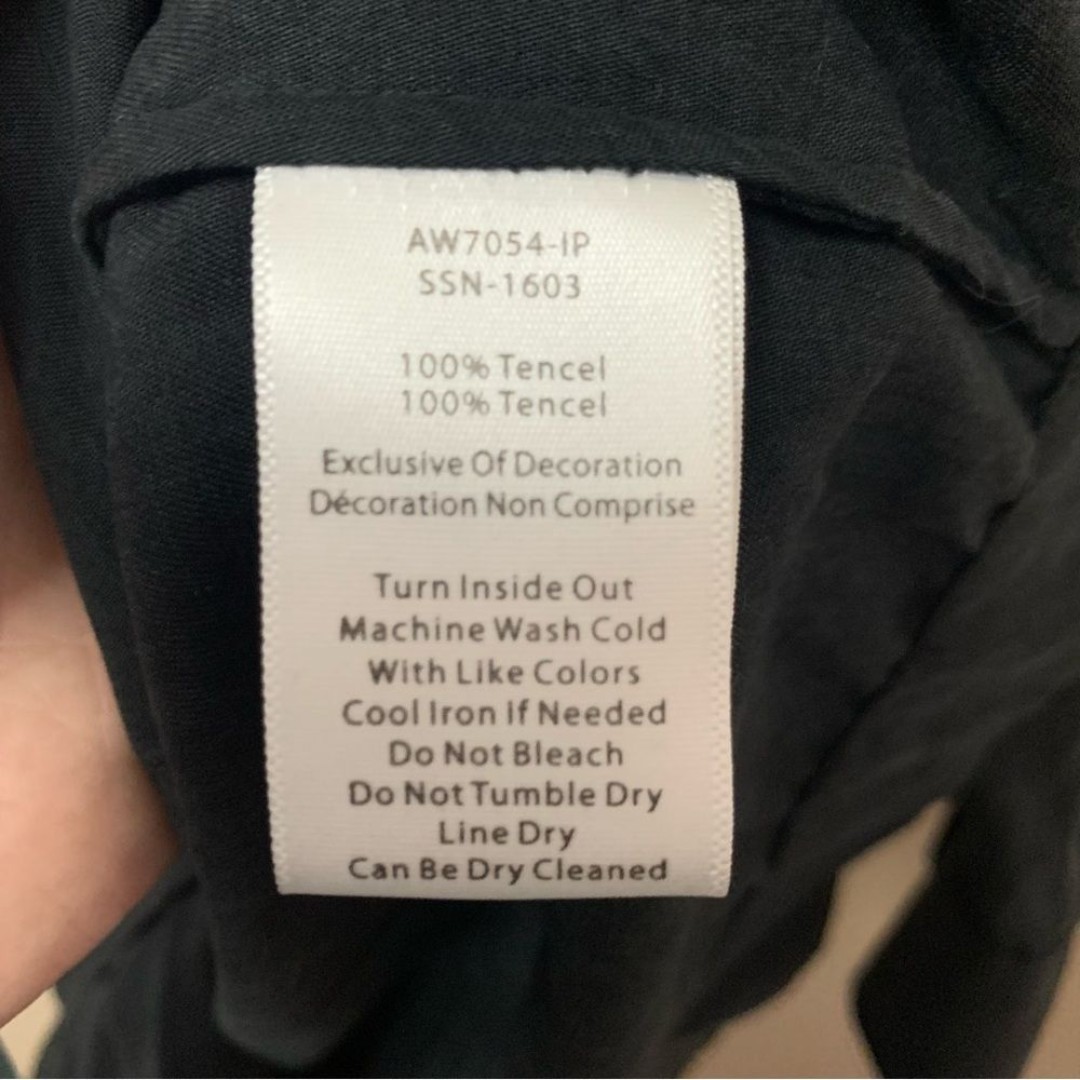 AW7054-IP
SSN-1603
100% Tencel
100% Tencel
Exclusive Of Decoration
Décoration Non Comprise
Turn Inside Out
Machine Wash Cold
With Like Colors
Cool Iron If Needed
Do Not Bleach
Do Not Tumble Dry
Line Dry
Can Be Dry Cleaned